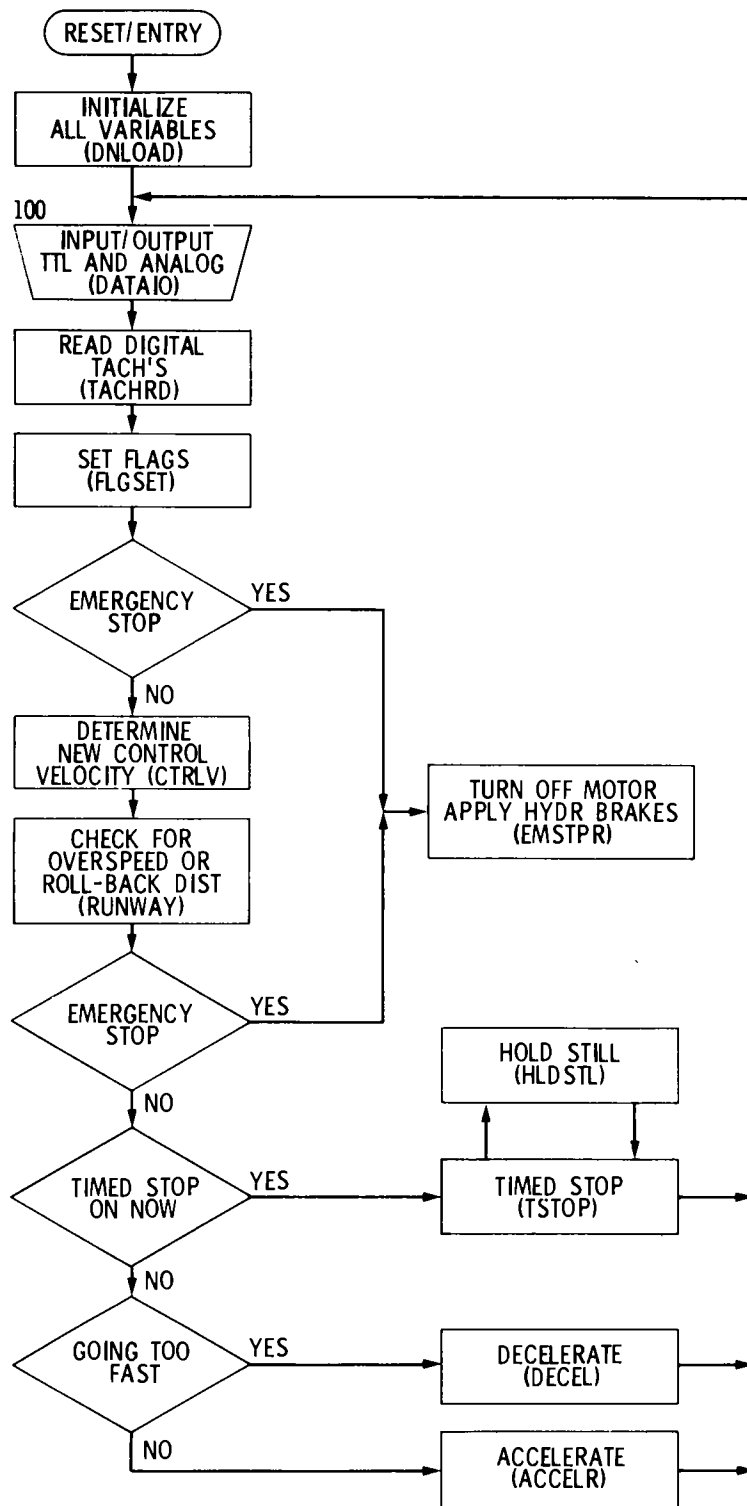 RESET/ENTRY
INITIALIZE
ALL VARIABLES
(DNLOAD)
100
INPUT/OUTPUT
TTL AND ANALOG
(DATAIO)
READ DIGITAL
TACH'S
(TACHRD)
SET FLAGS
(FLGSET)
EMERGENCY
STOP
YES
NO
DETERMINE
NEW CONTROL
VELOCITY (CTRLV)
TURN OFF MOTOR
APPLY HYDR BRAKES
(EMSTPR)
CHECK FOR
OVERSPEED OR
ROLL-BACK DIST
(RUNWAY)
EMERGENCY
STOP
YES
NO
HOLD STILL
(HLDSTL)
TIMED STOP
ON NOW
YES
TIMED STOP
(TSTOP)
NO
GOING TOO
FAST
YES
DECELERATE
(DECEL)
NO
ACCELERATE
(ACCELR)